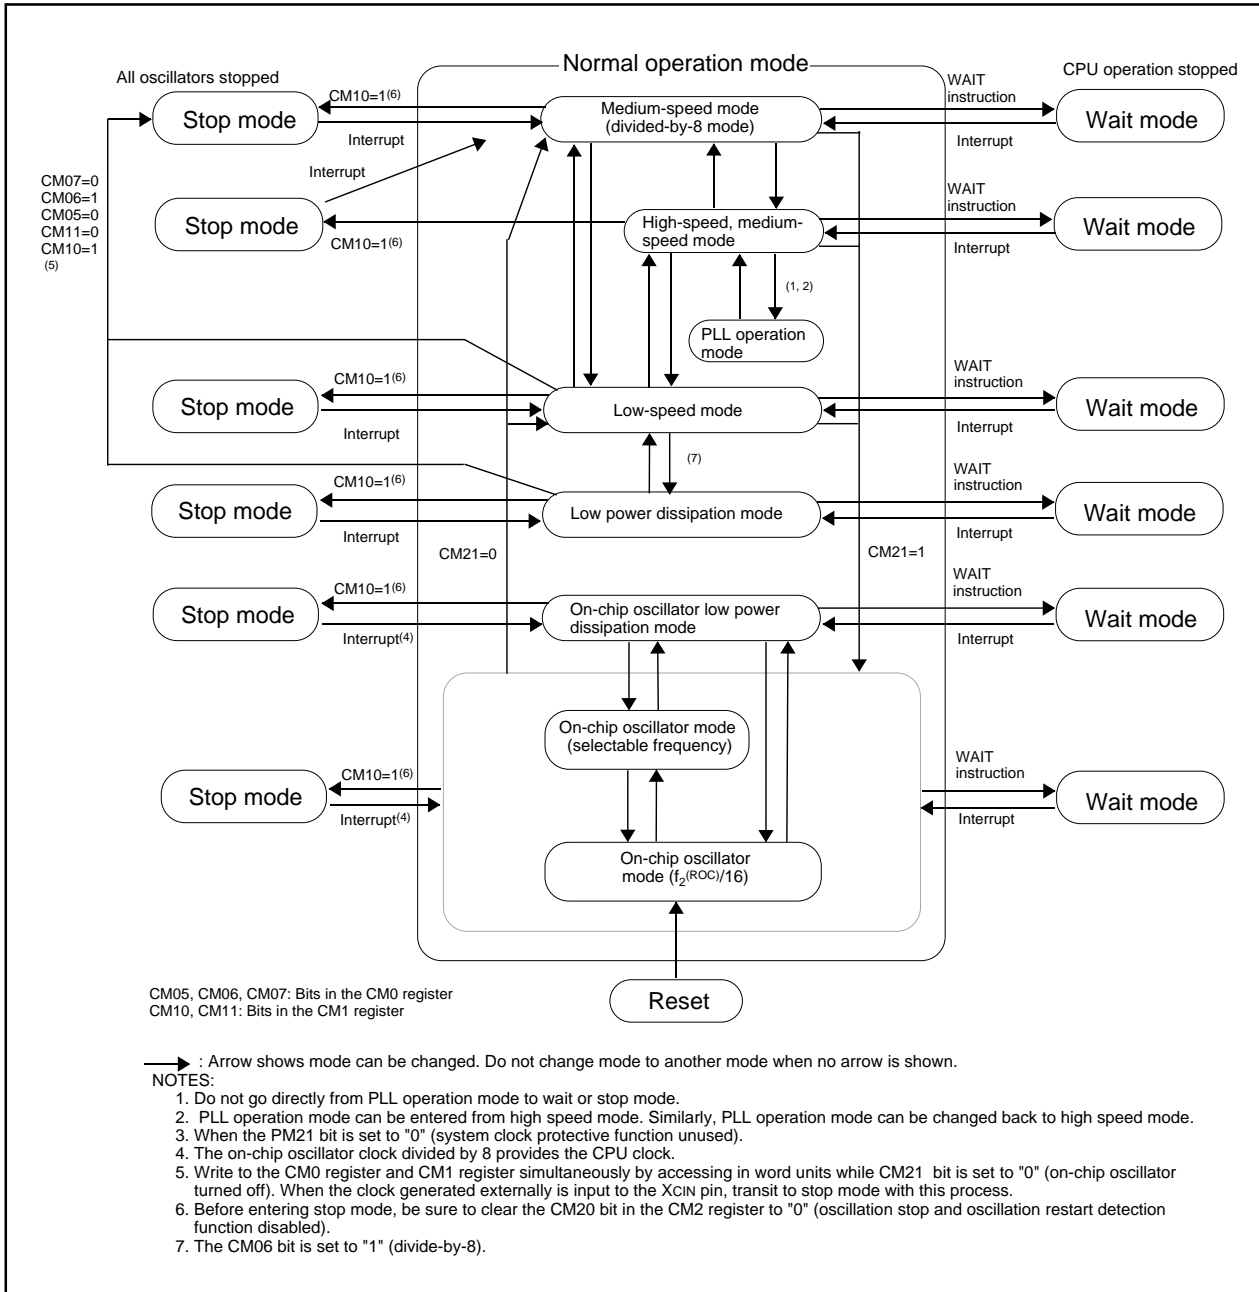 Normal operation mode
All oscillators stopped
CPU operation stopped
Stop mode
CM10=1(6)
Interrupt
Medium-speed mode
(divided-by-8 mode)
WAIT
instruction
Interrupt
Wait mode
Interrupt
CM07=0
CM06=1
CM05=0
CM11=0
CM10=1
(5)
Stop mode
CM10=1(6)
High-speed, medium-
speed mode
WAIT
instruction
Interrupt
Wait mode
(1, 2)
PLL operation
mode
Stop mode
CM10=1(6)
Interrupt
Low-speed mode
WAIT
instruction
Interrupt
Wait mode
(7)
Stop mode
CM10=1(6)
Interrupt
Low power dissipation mode
WAIT
instruction
Interrupt
Wait mode
CM21=0
CM21=1
Stop mode
CM10=1(6)
Interrupt(4)
On-chip oscillator low power
dissipation mode
WAIT
instruction
Interrupt
Wait mode
On-chip oscillator mode
(selectable frequency)
Stop mode
CM10=1(6)
Interrupt(4)
WAIT
instruction
Interrupt
Wait mode
On-chip oscillator
mode (f2(ROC)/16)
Reset
CM05, CM06, CM07: Bits in the CM0 register
CM10, CM11: Bits in the CM1 register
: Arrow shows mode can be changed. Do not change mode to another mode when no arrow is shown.
NOTES:
1. Do not go directly from PLL operation mode to wait or stop mode.
2. PLL operation mode can be entered from high speed mode. Similarly, PLL operation mode can be changed back to high speed mode.
3. When the PM21 bit is set to "0" (system clock protective function unused).
4. The on-chip oscillator clock divided by 8 provides the CPU clock.
5. Write to the CM0 register and CM1 register simultaneously by accessing in word units while CM21 bit is set to "0" (on-chip oscillator
turned off). When the clock generated externally is input to the XCIN pin, transit to stop mode with this process.
6. Before entering stop mode, be sure to clear the CM20 bit in the CM2 register to "0" (oscillation stop and oscillation restart detection
function disabled).
7. The CM06 bit is set to "1" (divide-by-8).